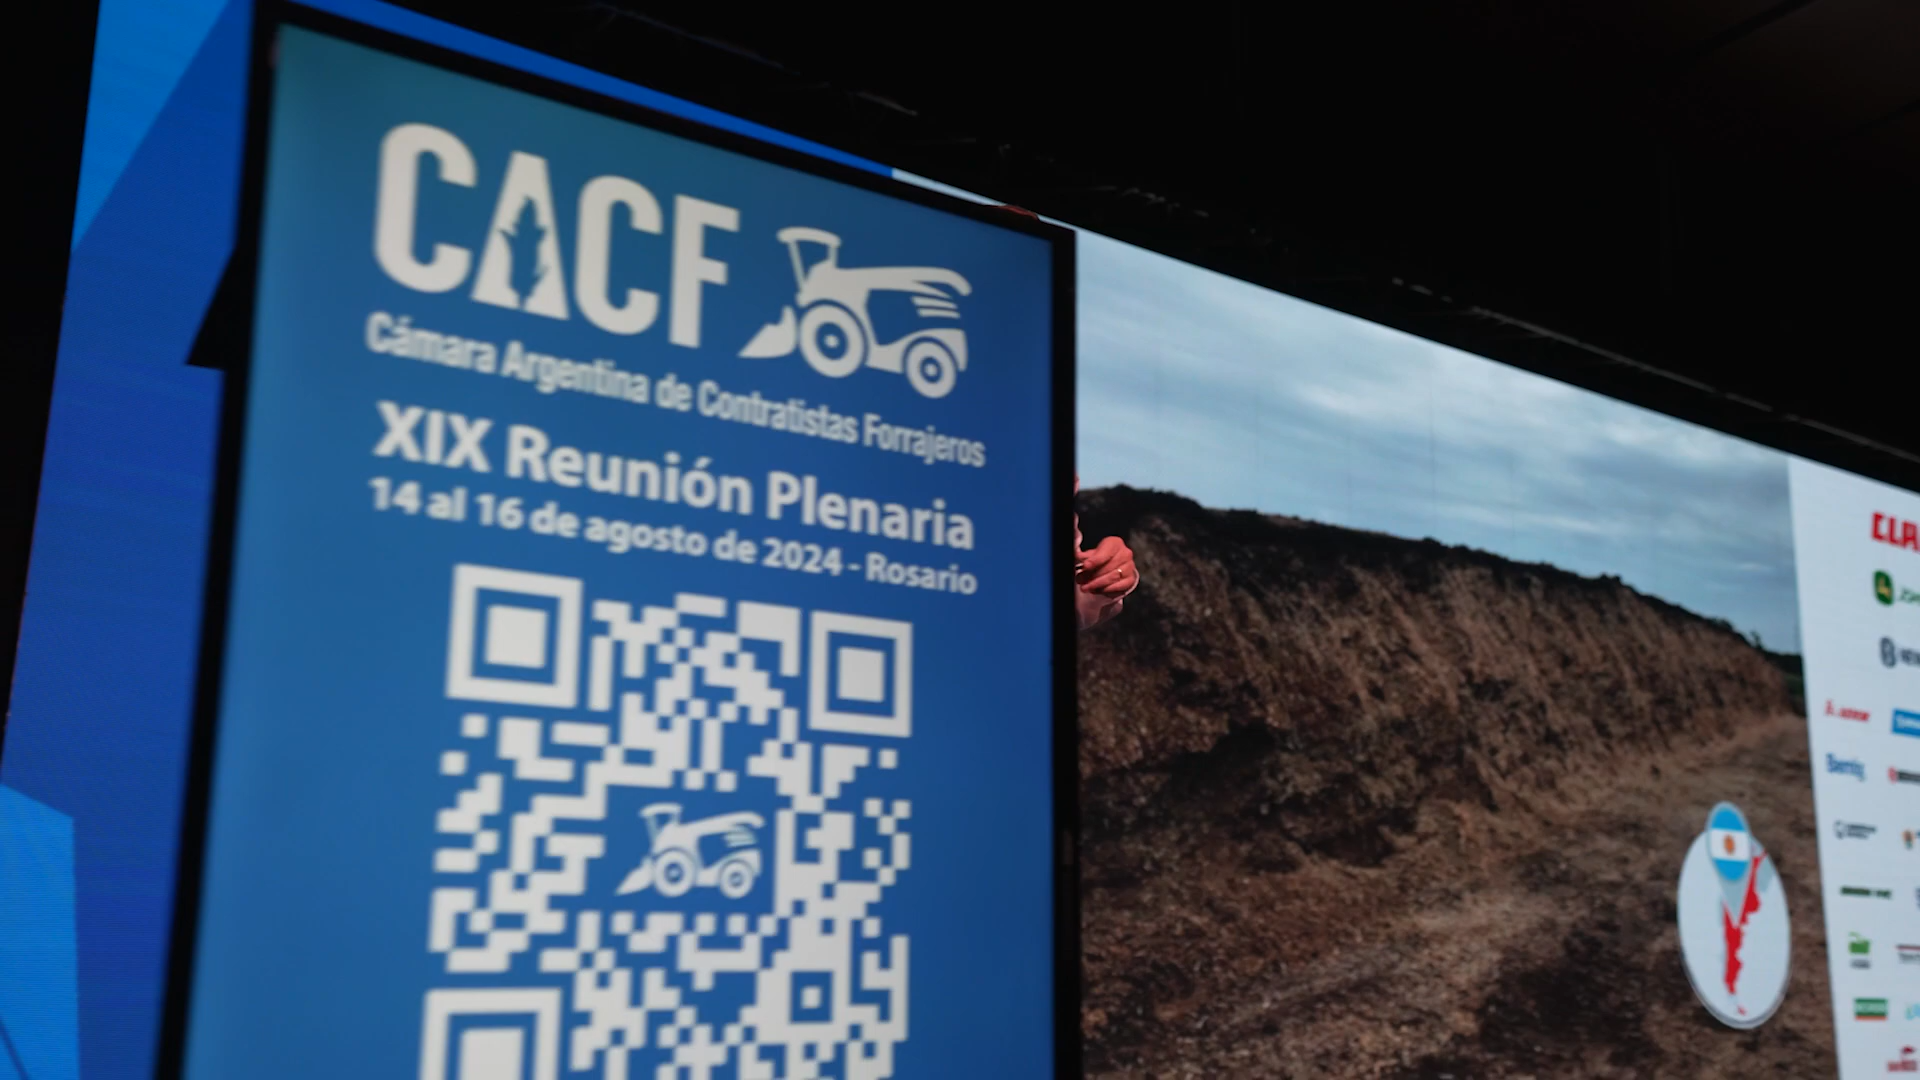 CACF
Cámara Argentina de Contratistas Forrajeros
XIX Reunión Plenaria
14 al 16 de agosto de 2024 - Rosario